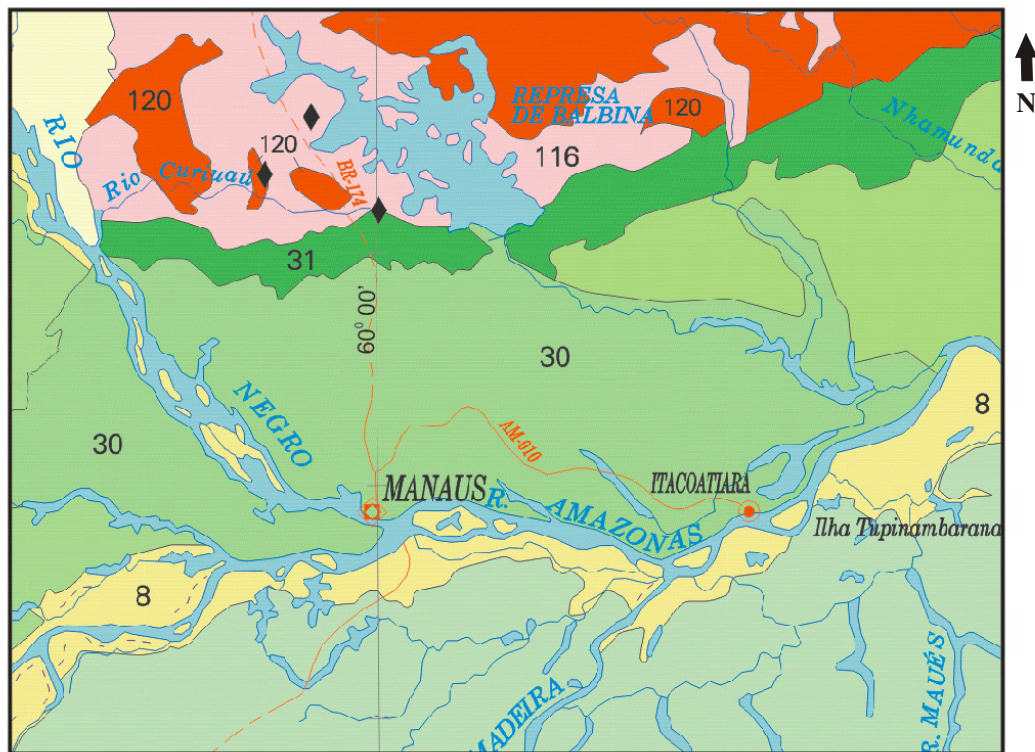 N
120
120
120
REPRESA
DE BALBINA
Nhamunda
RIO
Rio Curiuaú
BR-174
116
31
60° 00'
30
NEGRO
8
30
AM-010
MANAUS
ITACOATIARA
R. AMAZONAS
Ilha Tupinambarana
8
MADEIRA
R. MAUÉS